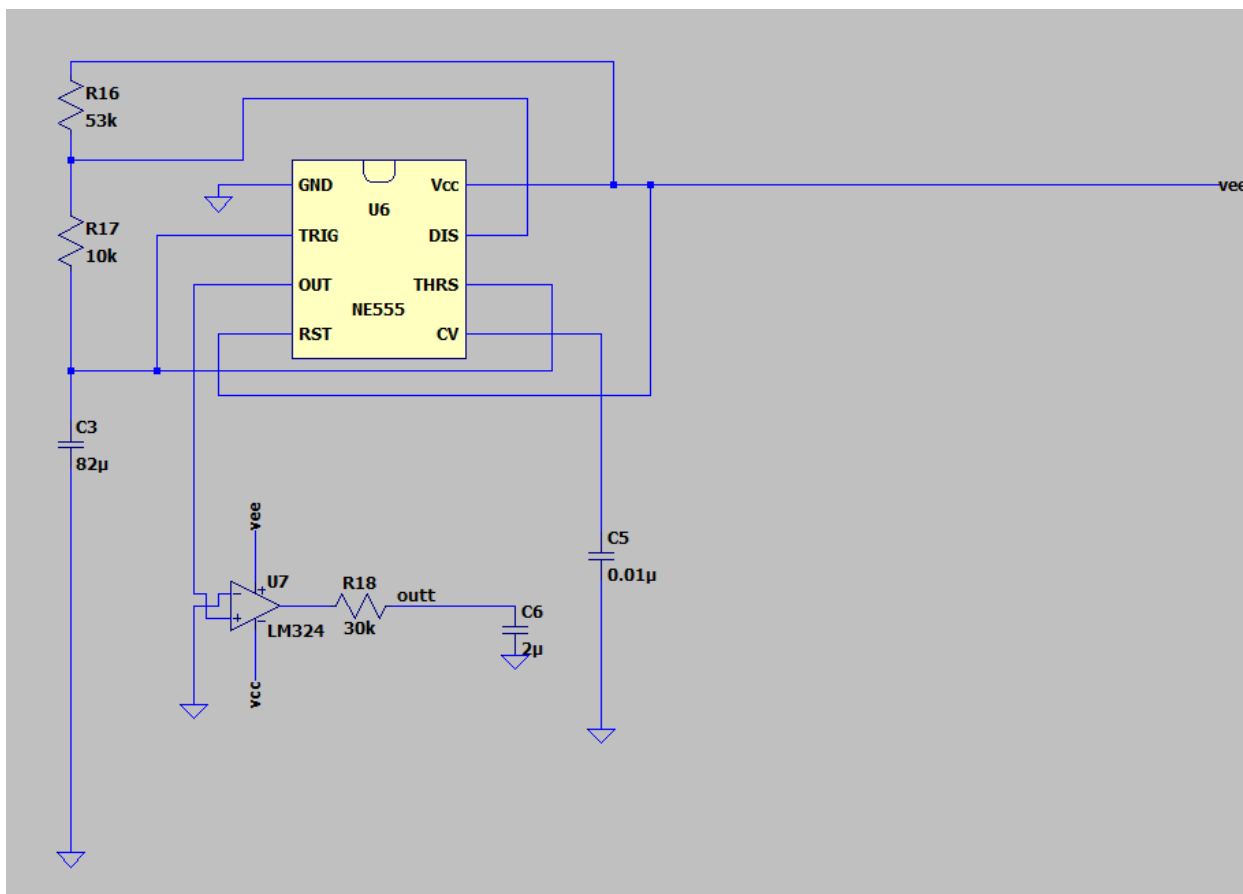 R16
53k
GND
Vcc
vee
U6
R17
10k
TRIG
DIS
OUT
THRS
NE555
RST
CV
C3
82µ
vee
C5
0.01µ
U7
R18
outt
LM324
30k
C6
2µ
vcc